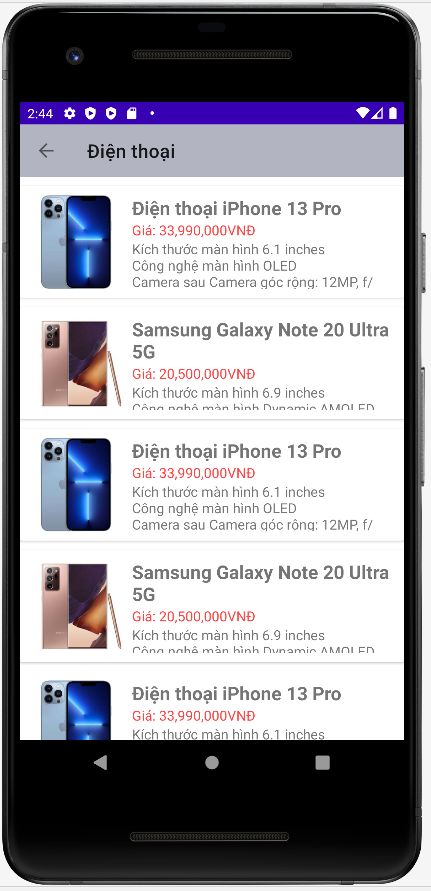 2:44
Điện thoại
Điện thoại iPhone 13 Pro
Giá: 33,990,000VNĐ
Kích thước màn hình 6.1 inches
Công nghệ màn hình OLED
Camera sau Camera góc rộng: 12MP, f/
Samsung Galaxy Note 20 Ultra
5G
Giá: 20,500,000VNĐ
Kích thước màn hình 6.9 inches
Công nghệ màn hình Dynamic AMOLED
Điện thoại iPhone 13 Pro
Giá: 33,990,000VNĐ
Kích thước màn hình 6.1 inches
Công nghệ màn hình OLED
Camera sau Camera góc rộng: 12MP, f/
Samsung Galaxy Note 20 Ultra
5G
Giá: 20,500,000VNĐ
Kích thước màn hình 6.9 inches
Công nghệ màn hình Dynamic AMOLED
Điện thoại iPhone 13 Pro
Giá: 33,990,000VNĐ
Kích thước màn hình 6.1 inches